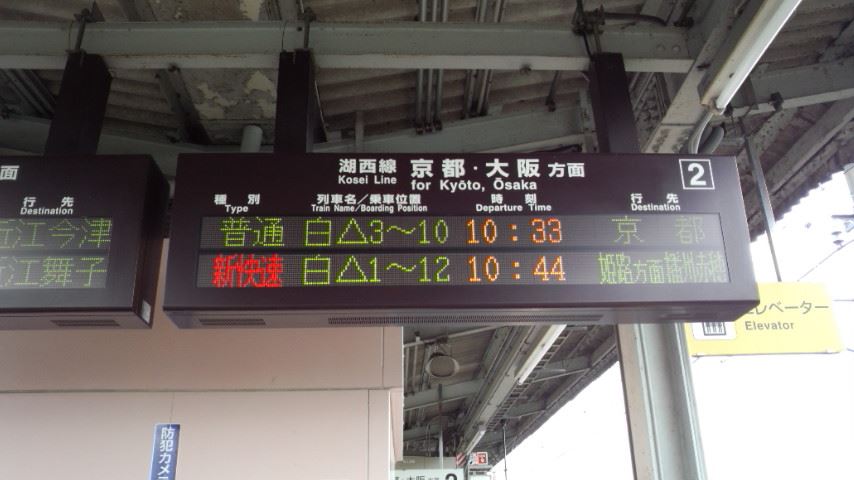 湖西線 京都・大阪方面 2
Kosei Line for Kyōto, Ōsaka
種別 列車名/乗車位置 時刻 行先
Type Train Name/Boarding Position Departure Time Destination
普通 白△3〜10 10:33 京都
新快速 白△1〜12 10:44 姫路方面播州赤穂
面
行先
Destination
近江今津
近江舞子
エレベーター
Elevator
防犯カメラ
大阪 2